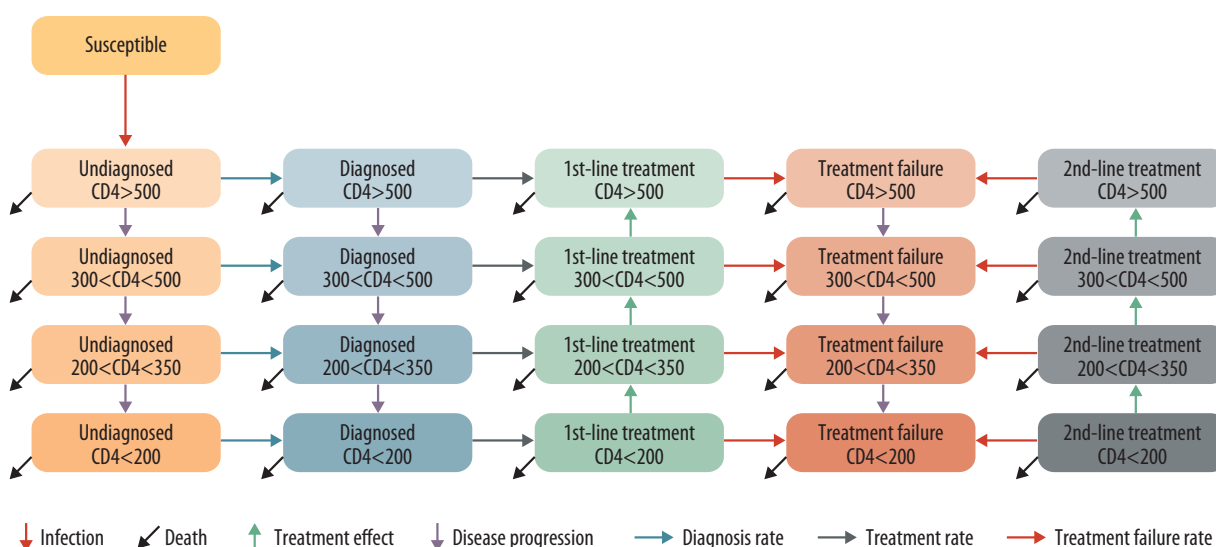 Susceptible
Undiagnosed
CD4>500
Diagnosed
CD4>500
1st-line treatment
CD4>500
Treatment failure
CD4>500
2nd-line treatment
CD4>500
Undiagnosed
300<CD4<500
Diagnosed
300<CD4<500
1st-line treatment
300<CD4<500
Treatment failure
300<CD4<500
2nd-line treatment
300<CD4<500
Undiagnosed
200<CD4<350
Diagnosed
200<CD4<350
1st-line treatment
200<CD4<350
Treatment failure
200<CD4<350
2nd-line treatment
200<CD4<350
Undiagnosed
CD4<200
Diagnosed
CD4<200
1st-line treatment
CD4<200
Treatment failure
CD4<200
2nd-line treatment
CD4<200
Infection
Death
Treatment effect
Disease progression
Diagnosis rate
Treatment rate
Treatment failure rate